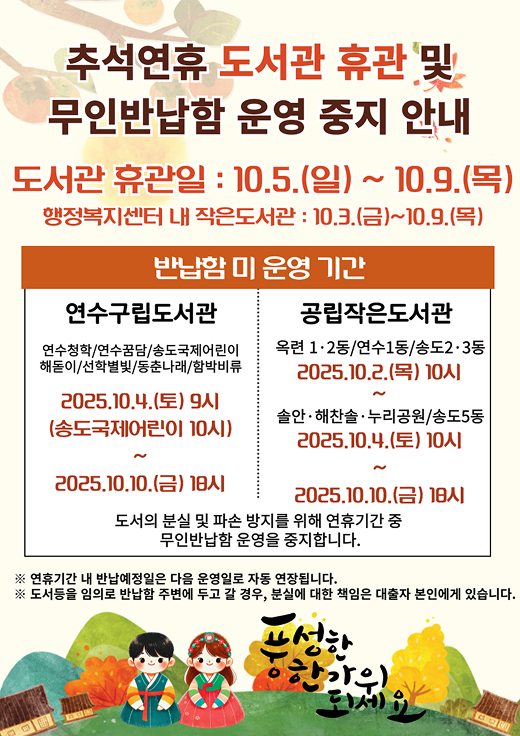 추석연휴 도서관 휴관 및
무인반납함 운영 중지 안내
도서관 휴관일 : 10.5.(일) ~ 10.9.(목)
행정복지센터 내 작은도서관 : 10.3.(금)~10.9.(목)
반납함 미 운영 기간
연수구립도서관
연수청학/연수꿈담/송도국제어린이
해돋이/선학별빛/동춘나래/함박비류
2025.10.4.(토) 9시
(송도국제어린이 10시)
~
2025.10.10.(금) 18시
공립작은도서관
옥련 1·2동/연수1동/송도2·3동
2025.10.2.(목) 10시
~
솔안·해찬솔·누리공원/송도5동
2025.10.4.(토) 10시
~
2025.10.10.(금) 18시
도서의 분실 및 파손 방지를 위해 연휴기간 중
무인반납함 운영을 중지합니다.
※ 연휴기간 내 반납예정일은 다음 운영일로 자동 연장됩니다.
※ 도서등을 임의로 반납함 주변에 두고 갈 경우, 분실에 대한 책임은 대출자 본인에게 있습니다.
풍성한
한가위
되세요